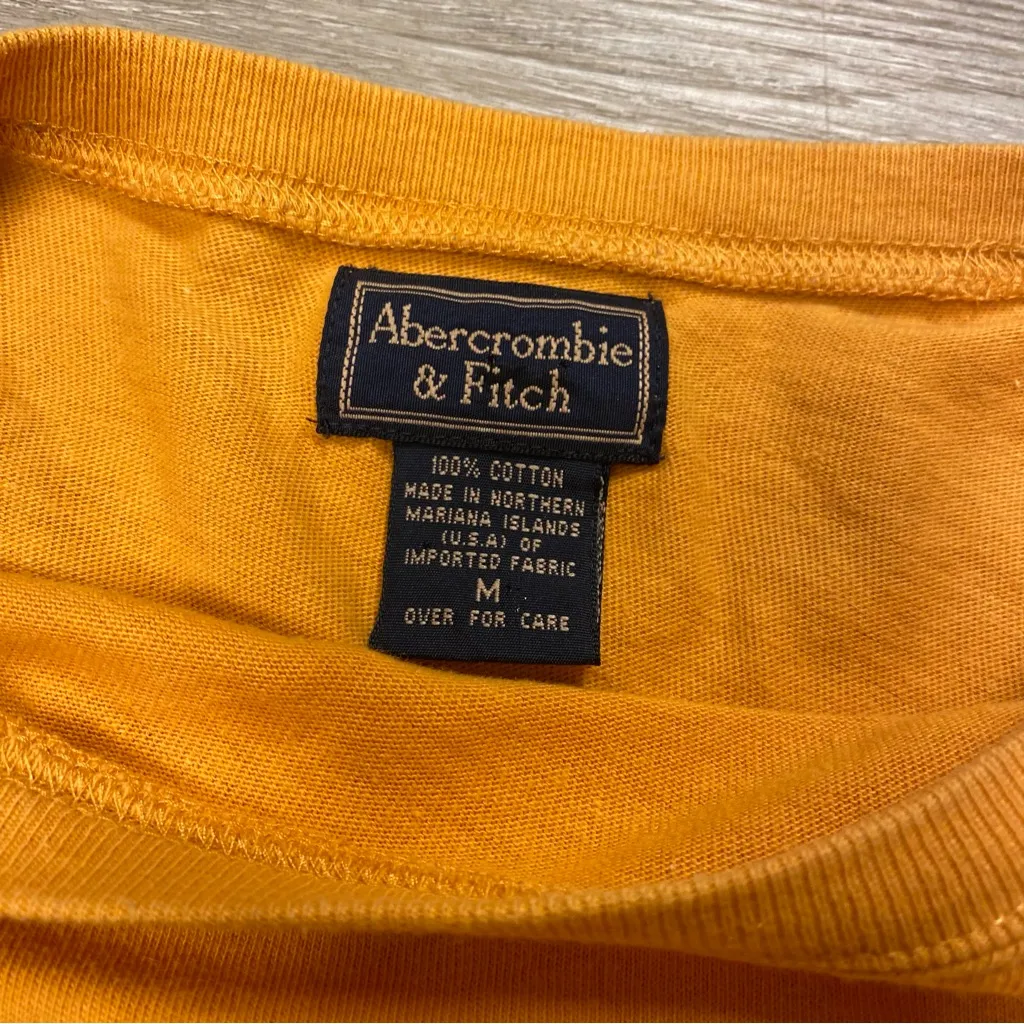 Abercrombie
& Fitch
100% COTTON
MADE IN NORTHERN
MARIANA ISLANDS
(U.S.A) OF
IMPORTED FABRIC
M
OVER FOR CARE